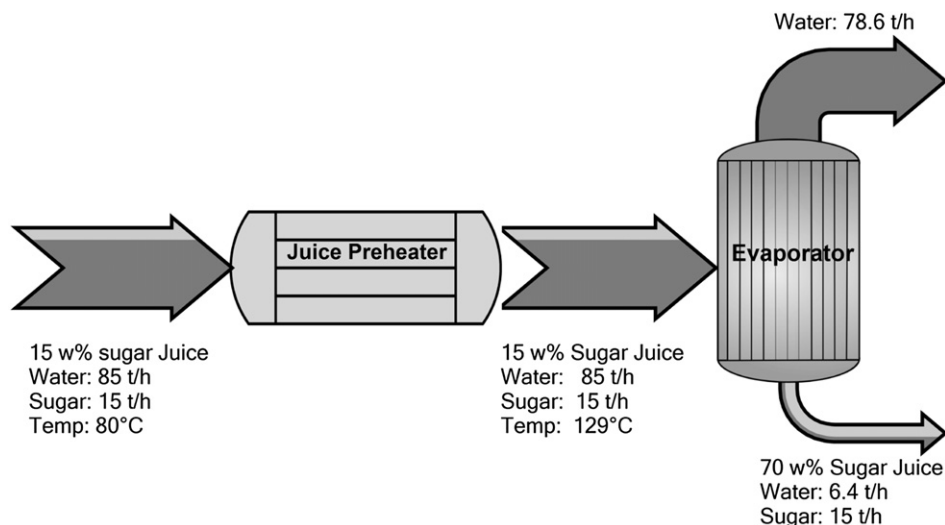 Water: 78.6 t/h
Juice Preheater
Evaporator
15 w% sugar Juice
Water: 85 t/h
Sugar: 15 t/h
Temp: 80°C
15 w% Sugar Juice
Water: 85 t/h
Sugar: 15 t/h
Temp: 129°C
70 w% Sugar Juice
Water: 6.4 t/h
Sugar: 15 t/h